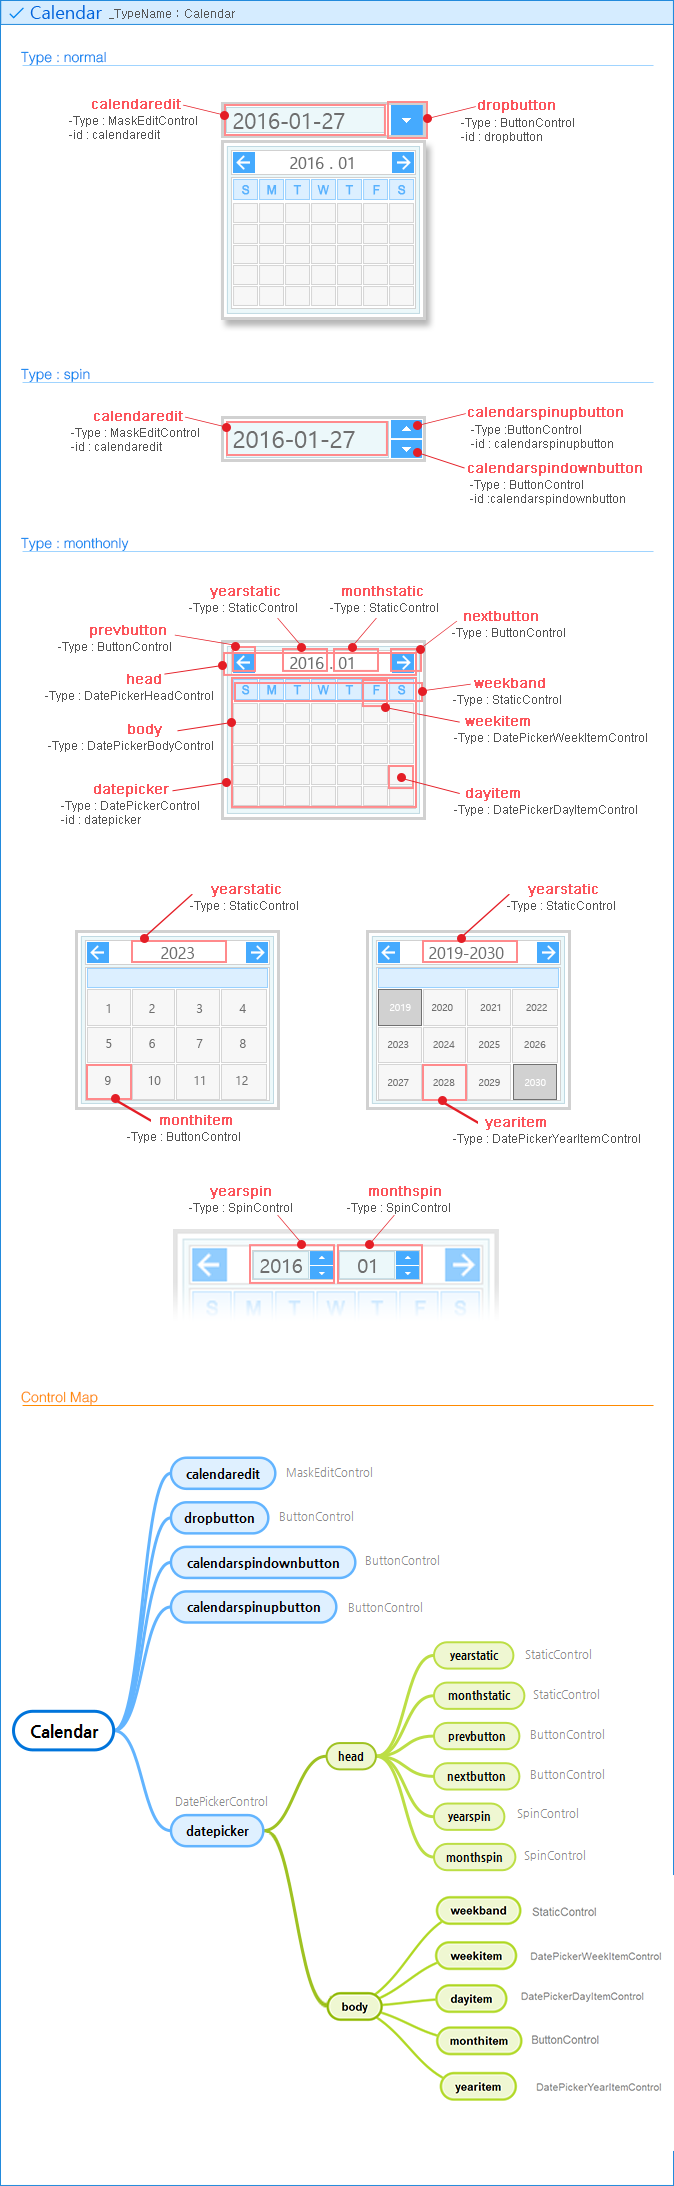 Calendar _TypeName : Calendar
Type : normal
calendaredit
-Type : MaskEditControl
-id : calendaredit
dropbutton
-Type : ButtonControl
-id : dropbutton
2016-01-27
2016 . 01
S M T W T F S
Type : spin
calendaredit
-Type : MaskEditControl
-id : calendaredit
2016-01-27
calendarspinupbutton
-Type :ButtonControl
-id : calendarspinupbutton
calendarspindownbutton
-Type : ButtonControl
-id :calendarspindownbutton
Type : monthonly
yearstatic
-Type : StaticControl
monthstatic
-Type : StaticControl
prevbutton
-Type : ButtonControl
nextbutton
-Type : ButtonControl
head
-Type : DatePickerHeadControl
body
-Type : DatePickerBodyControl
datepicker
-Type : DatePickerControl
-id : datepicker
2016 . 01
S M T W T F S
weekband
-Type : StaticControl
weekitem
-Type : DatePickerWeekItemControl
dayitem
-Type : DatePickerDayItemControl
yearstatic
-Type : StaticControl
2023
1 2 3 4
5 6 7 8
9 10 11 12
monthitem
-Type : ButtonControl
yearstatic
-Type : StaticControl
2019-2030
2019 2020 2021 2022
2023 2024 2025 2026
2027 2028 2029 2030
yearitem
-Type : DatePickerYearItemControl
yearspin
-Type : SpinControl
monthspin
-Type : SpinControl
2016 01
S M T W T F S
Control Map
calendaredit MaskEditControl
dropbutton ButtonControl
calendarspindownbutton ButtonControl
calendarspinupbutton ButtonControl
Calendar
DatePickerControl
datepicker
head
yearstatic StaticControl
monthstatic StaticControl
prevbutton ButtonControl
nextbutton ButtonControl
yearspin SpinControl
monthspin SpinControl
body
weekband StaticControl
weekitem DatePickerWeekItemControl
dayitem DatePickerDayItemControl
monthitem ButtonControl
yearitem DatePickerYearItemControl